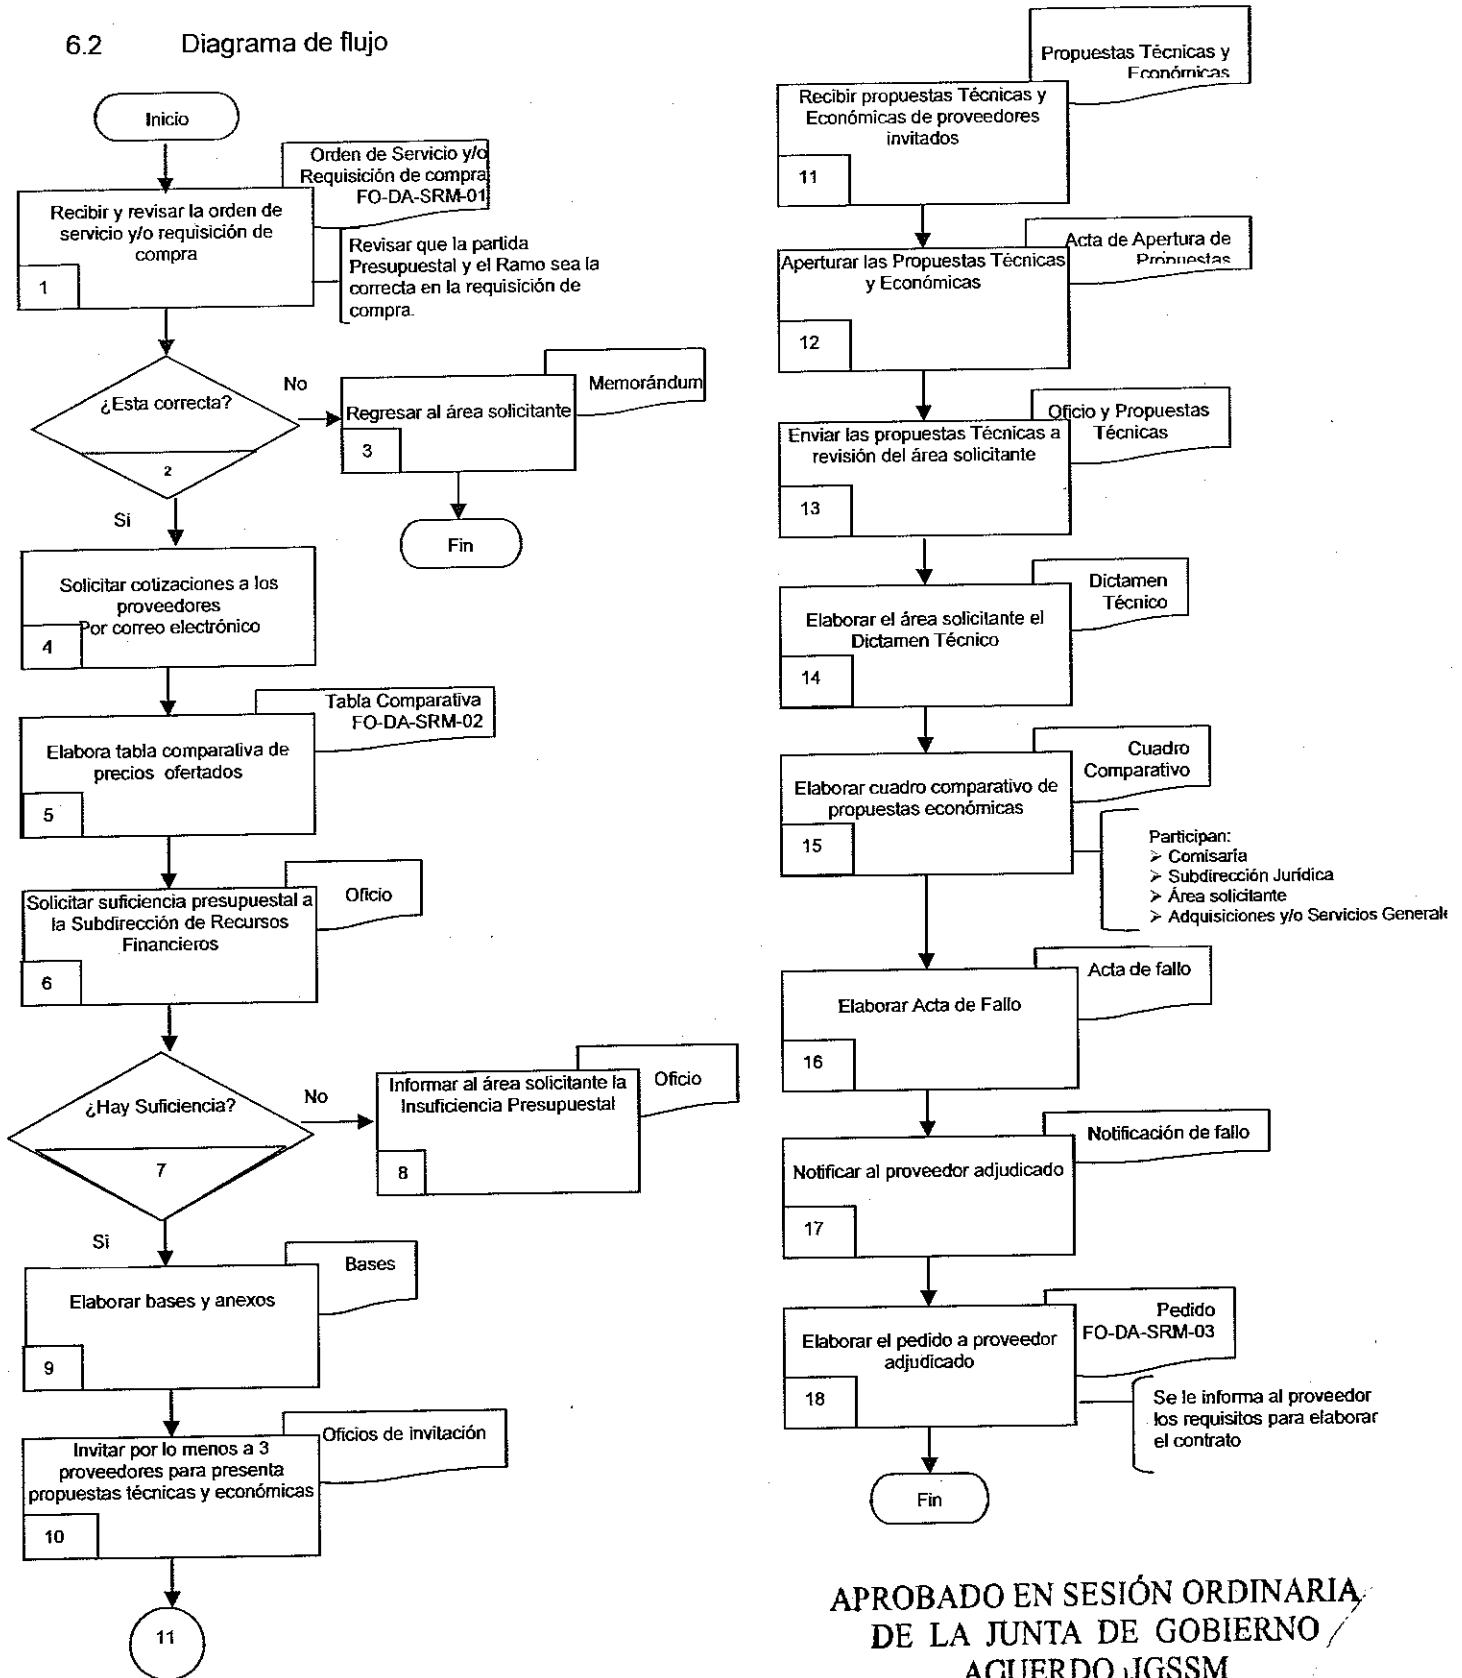 6.2 Diagrama de flujo
Inicio
Orden de Servicio y/o
Requisición de compra
FO-DA-SRM-01
Recibir y revisar la orden de
servicio y/o requisición de
compra
1
Revisar que la partida
Presupuestal y el Ramo sea la
correcta en la requisición de
compra.
¿Esta correcta?
2
No
Memorándum
Regresar al área solicitante
3
Fin
Si
Solicitar cotizaciones a los
proveedores
Por correo electrónico
4
Tabla Comparativa
FO-DA-SRM-02
Elabora tabla comparativa de
precios ofertados
5
Oficio
Solicitar suficiencia presupuestal a
la Subdirección de Recursos
Financieros
6
¿Hay Suficiencia?
7
No
Oficio
Informar al área solicitante la
Insuficiencia Presupuestal
8
Si
Bases
Elaborar bases y anexos
9
Oficios de invitación
Invitar por lo menos a 3
proveedores para presenta
propuestas técnicas y económicas
10
11
Propuestas Técnicas y
Económicas
Recibir propuestas Técnicas y
Económicas de proveedores
invitados
11
Acta de Apertura de
Propuestas
Aperturar las Propuestas Técnicas
y Económicas
12
Oficio y Propuestas
Técnicas
Enviar las propuestas Técnicas a
revisión del área solicitante
13
Dictamen
Técnico
Elaborar el área solicitante el
Dictamen Técnico
14
Cuadro
Comparativo
Elaborar cuadro comparativo de
propuestas económicas
15
Participan:
➢ Comisaría
➢ Subdirección Jurídica
➢ Área solicitante
➢ Adquisiciones y/o Servicios General
Acta de fallo
Elaborar Acta de Fallo
16
Notificación de fallo
Notificar al proveedor adjudicado
17
Pedido
FO-DA-SRM-03
Elaborar el pedido a proveedor
adjudicado
18
Se le informa al proveedor
los requisitos para elaborar
el contrato
Fin
APROBADO EN SESIÓN ORDINARIA
DE LA JUNTA DE GOBIERNO
ACUERDO JGSSM